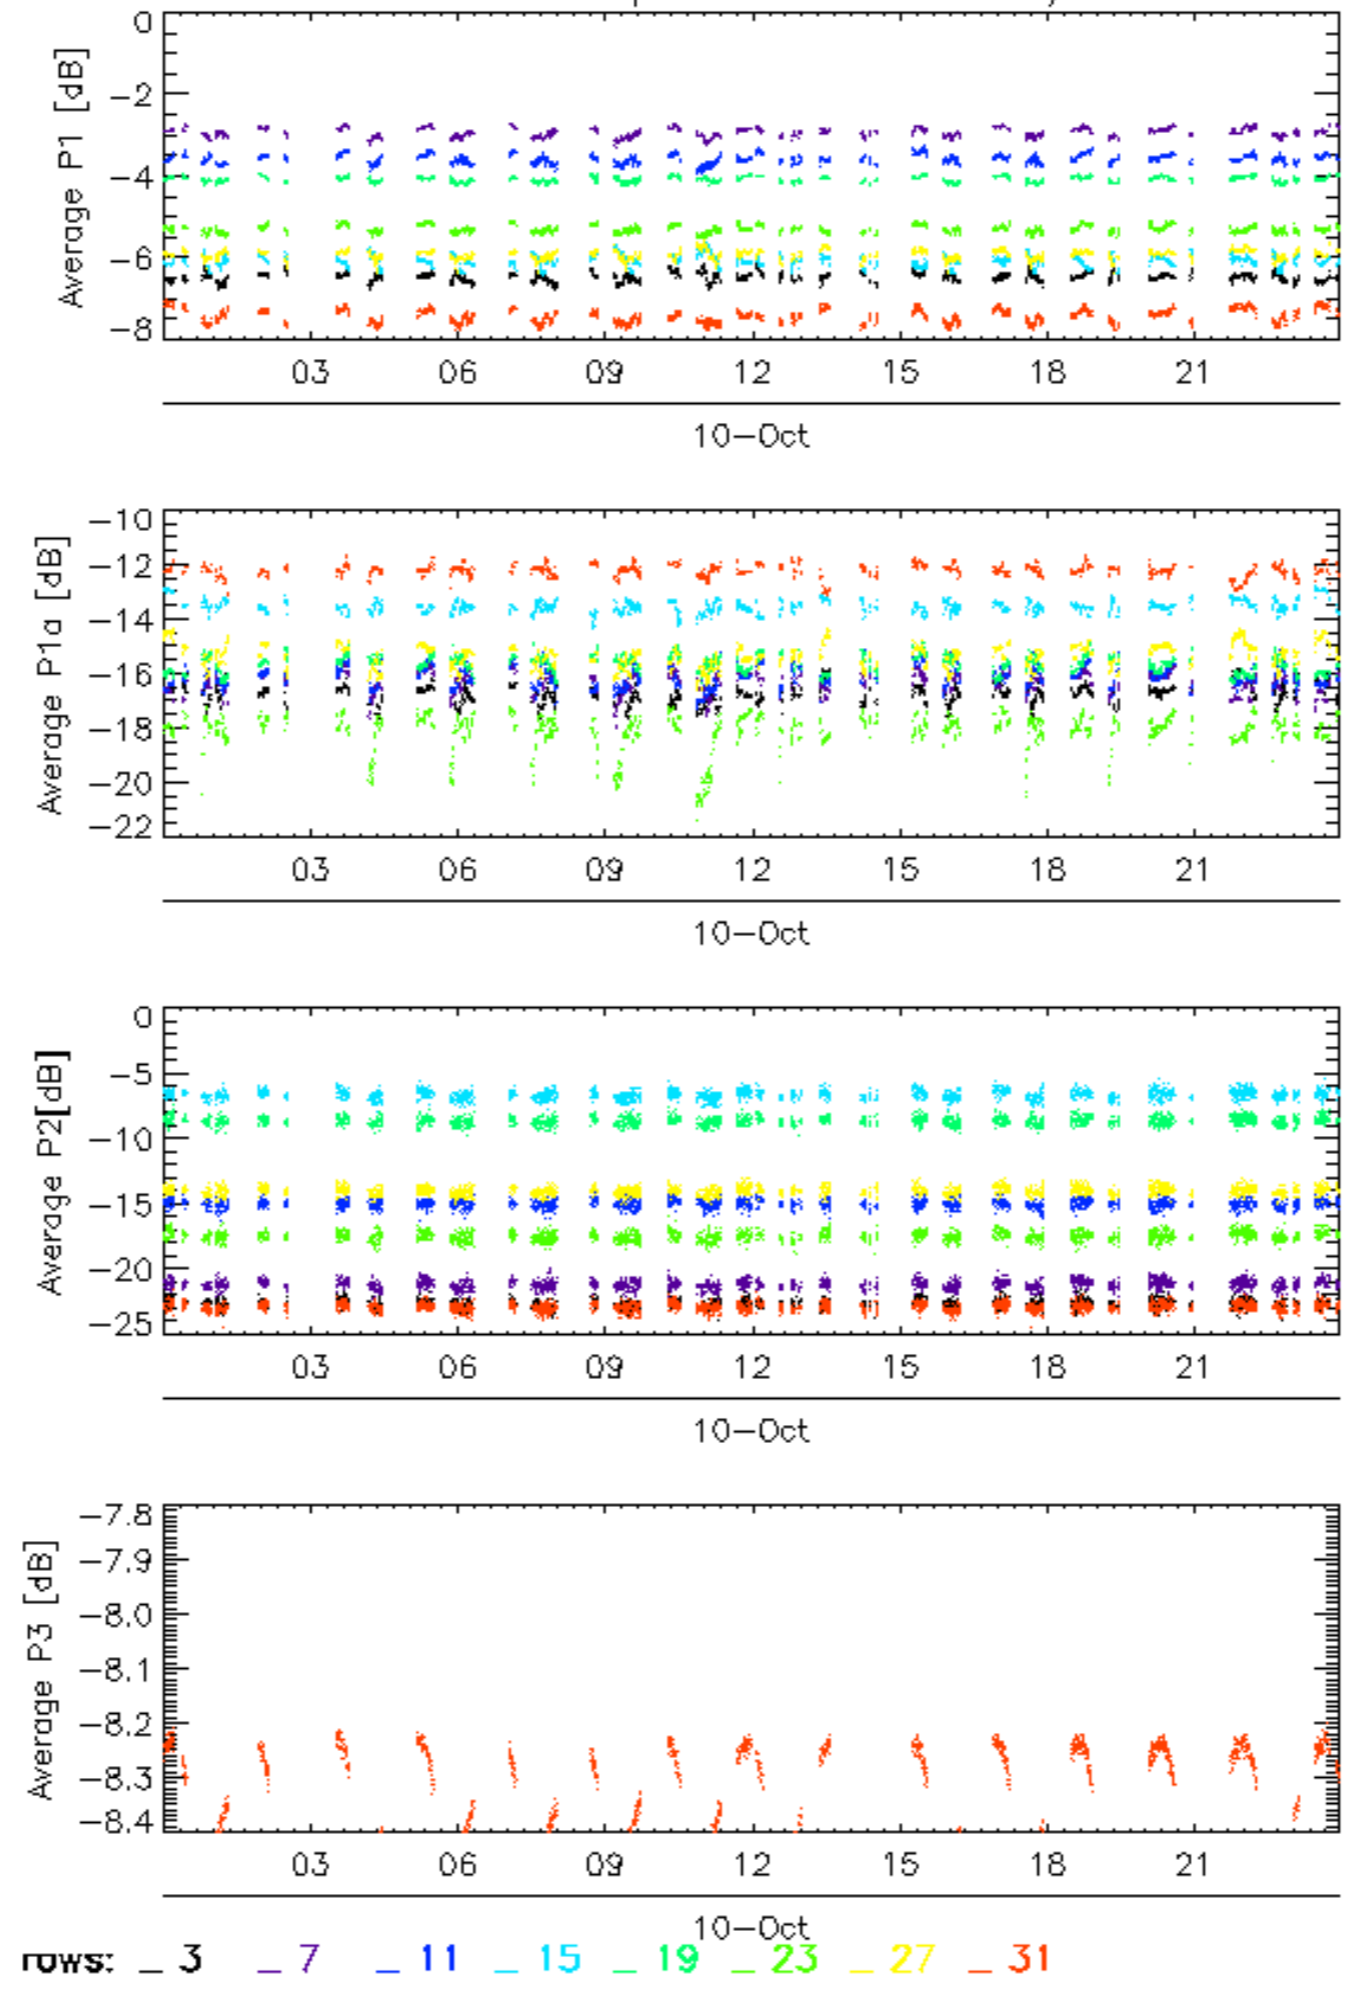 0
-2
-4
-6
-8
Average P1 [dB]
03 06 09 12 15 18 21
10-Oct
-10
-12
-14
-16
-18
-20
-22
Average P1a [dB]
03 06 09 12 15 18 21
10-Oct
0
-5
-10
-15
-20
-25
Average P2[dB]
03 06 09 12 15 18 21
10-Oct
-7.8
-7.9
-8.0
-8.1
-8.2
-8.3
-8.4
Average P3 [dB]
03 06 09 12 15 18 21
10-Oct
rows: _ 3 _ 7 _ 11 _ 15 _ 19 _ 23 _ 27 _ 31